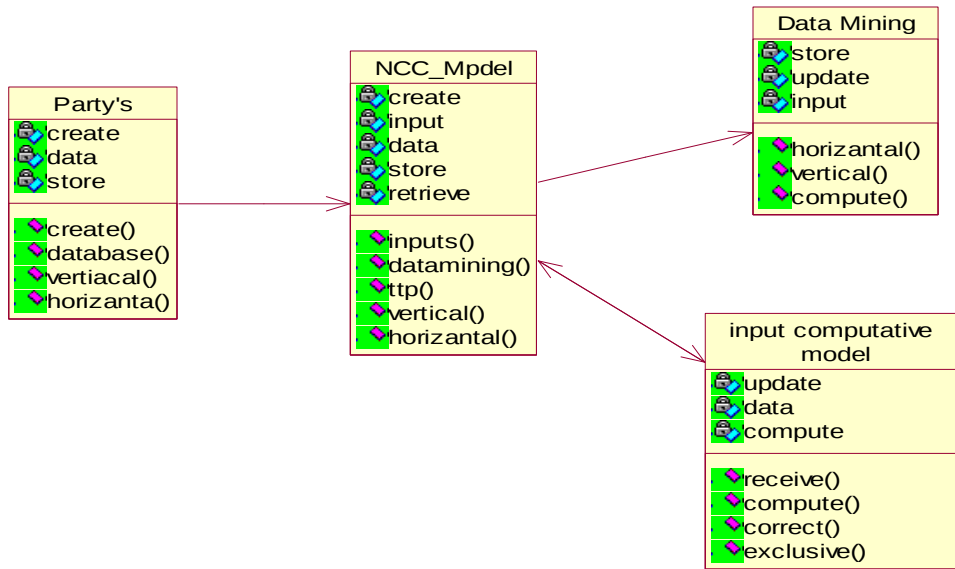 Party's
create
data
store
create()
database()
vertiacal()
horizanta()
NCC_Mpdel
create
input
data
store
retrieve
inputs()
datamining()
ttp()
vertical()
horizantal()
Data Mining
store
update
input
horizantal()
vertical()
compute()
input computative
model
update
data
compute
receive()
compute()
correct()
exclusive()